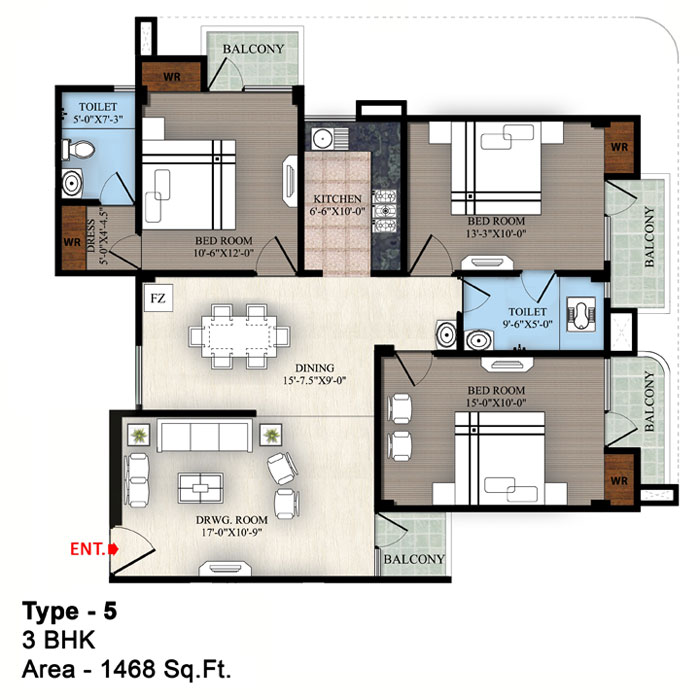 BALCONY
WR
TOILET
5'-0"X7'-3"
WR
DRESS
5'-0"X4'-4.5"
BED ROOM
10'-6"X12'-0"
KITCHEN
6'-6"X10'-0"
BED ROOM
13'-3"X10'-0"
WR
BALCONY
FZ
TOILET
9'-6"X5'-0"
DINING
15'-7.5"X9'-0"
BED ROOM
15'-0"X10'-0"
BALCONY
WR
DRWG. ROOM
17'-0"X10'-9"
ENT.
BALCONY
Type - 5
3 BHK
Area - 1468 Sq.Ft.